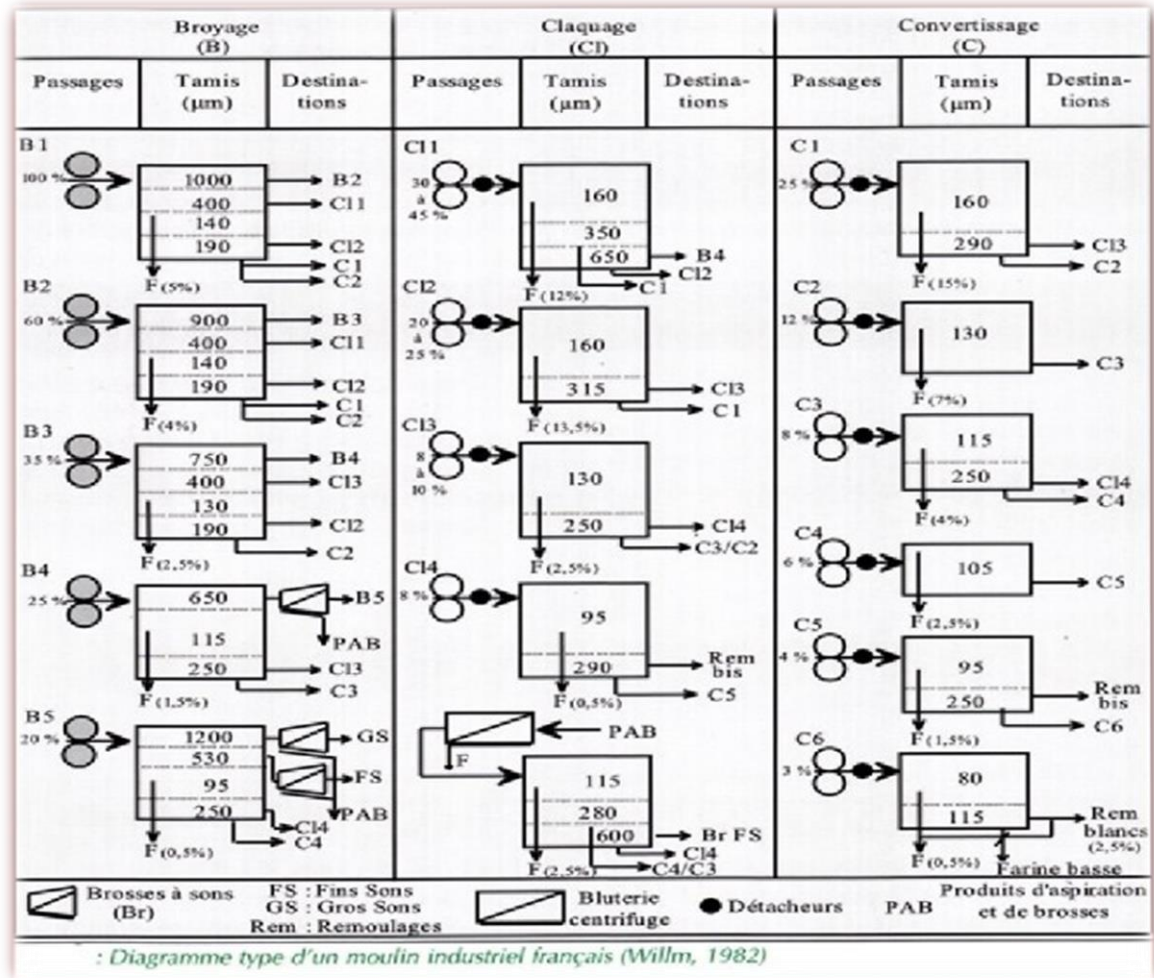 Broyage
(B)
Claquage
(Cl)
Convertissage
(C)
Passages
Tamis
(µm)
Destina-
tions
Passages
Tamis
(µm)
Destina-
tions
Passages
Tamis
(µm)
Destina-
tions
B1
100 %
1000
B2
400
Cl1
140
190
Cl2
C1
C2
F (5%)
B2
60 %
900
B3
400
Cl1
140
190
Cl2
C1
C2
F (4%)
B3
35 %
750
B4
400
Cl3
130
190
Cl2
C2
F (2,5%)
B4
25 %
650
B5
PAB
115
250
Cl3
C3
F (1,5%)
B5
20 %
1200
GS
530
FS
95
PAB
250
Cl4
C4
F (0,5%)
Cl1
30
à
45 %
160
350
650
B4
Cl2
C1
F (12%)
Cl2
20
à
25 %
160
315
Cl3
C1
F (13,5%)
Cl3
8
à
10 %
130
250
Cl4
C3/C2
F (2,5%)
Cl4
8 %
95
290
Rem
bis
C5
F (0,5%)
PAB
F
115
280
600
Br FS
Cl4
C4/C3
F (2,5%)
C1
25 %
160
290
Cl3
C2
F (15%)
C2
12 %
130
C3
F (7%)
C3
8 %
115
250
Cl4
C4
F (4%)
C4
6 %
105
C5
F (2,5%)
C5
4 %
95
250
Rem
bis
C6
F (1,5%)
C6
3 %
80
115
Rem
blancs
(2,5%)
F (0,5%)
Farine basse
Brosses à sons
(Br)
FS : Fins Sons
GS : Gros Sons
Rem : Remoulages
Bluterie
centrifuge
Détacheurs
PAB
Produits d'aspiration
et de brosses
: Diagramme type d'un moulin industriel français (Willm, 1982)